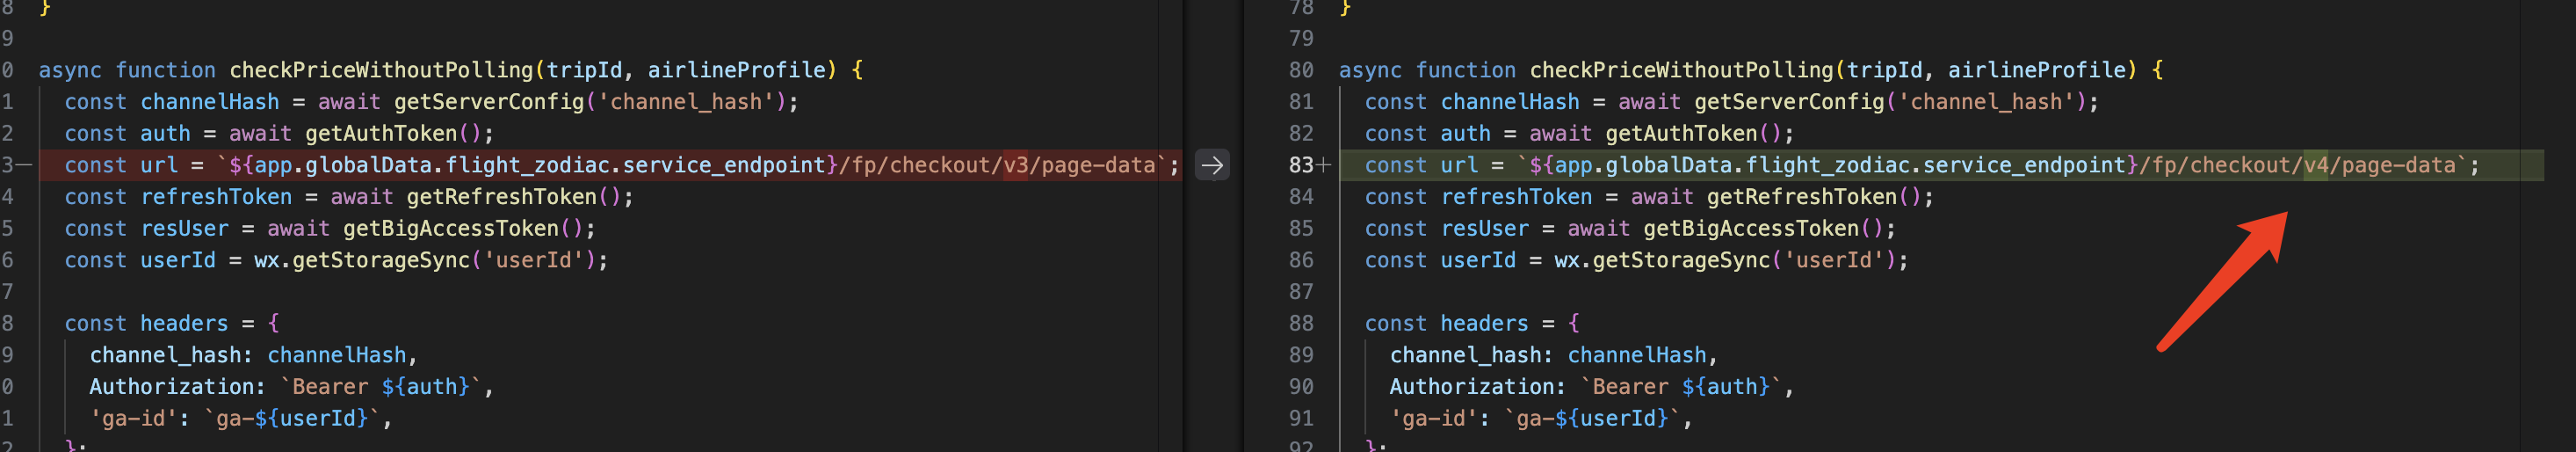 8 }
9
0 async function checkPriceWithoutPolling(tripId, airlineProfile) {
1 const channelHash = await getServerConfig('channel_hash');
2 const auth = await getAuthToken();
3— const url = `${app.globalData.flight_zodiac.service_endpoint}/fp/checkout/v3/page-data`;
4 const refreshToken = await getRefreshToken();
5 const resUser = await getBigAccessToken();
6 const userId = wx.getStorageSync('userId');
7
8 const headers = {
9 channel_hash: channelHash,
0 Authorization: `Bearer ${auth}`,
1 'ga-id': `ga-${userId}`,
2 };
78 }
79
80 async function checkPriceWithoutPolling(tripId, airlineProfile) {
81 const channelHash = await getServerConfig('channel_hash');
82 const auth = await getAuthToken();
83+ const url = `${app.globalData.flight_zodiac.service_endpoint}/fp/checkout/v4/page-data`;
84 const refreshToken = await getRefreshToken();
85 const resUser = await getBigAccessToken();
86 const userId = wx.getStorageSync('userId');
87
88 const headers = {
89 channel_hash: channelHash,
90 Authorization: `Bearer ${auth}`,
91 'ga-id': `ga-${userId}`,
92 };